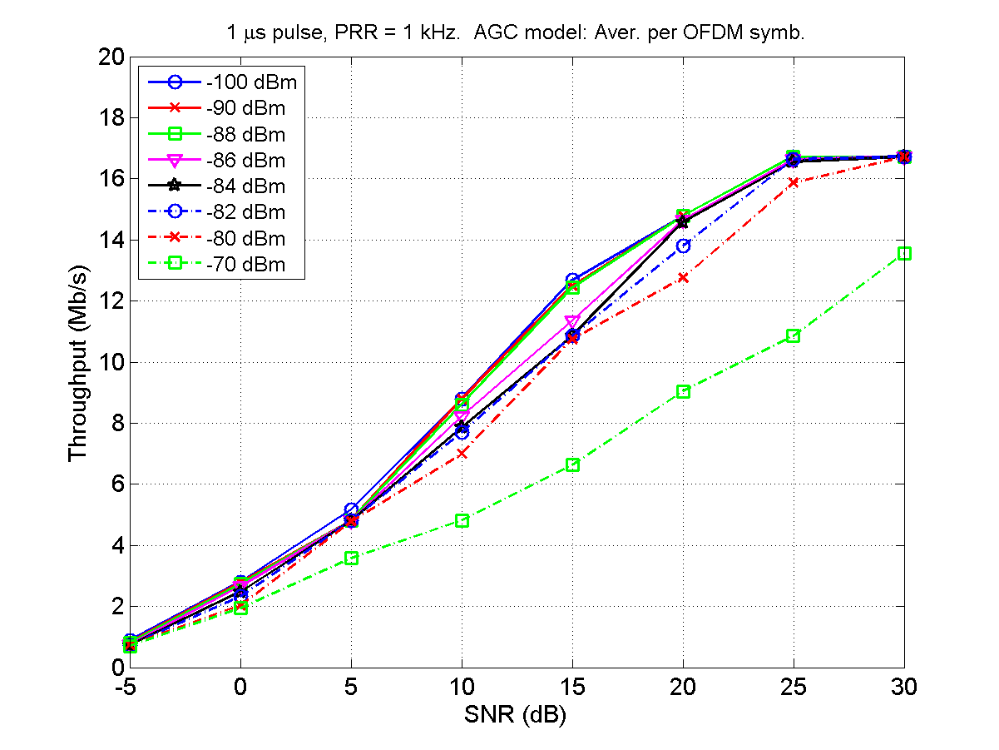 1 μs pulse, PRR = 1 kHz.  AGC model: Aver. per OFDM symb.
20
18
16
14
12
10
8
6
4
2
0
Throughput (Mb/s)
-100 dBm
-90 dBm
-88 dBm
-86 dBm
-84 dBm
-82 dBm
-80 dBm
-70 dBm
-5 0 5 10 15 20 25 30
SNR (dB)